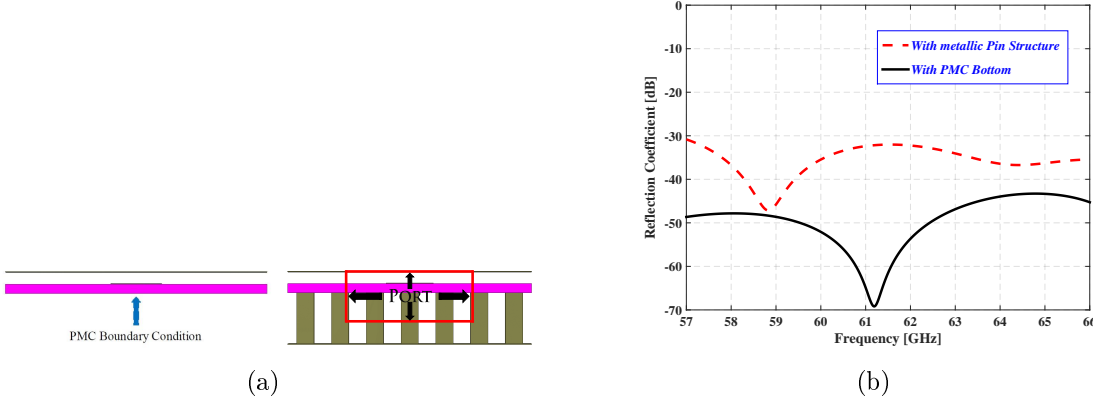 PMC Boundary Condition
PORT
(a)
0
-10
-20
-30
-40
-50
-60
-70
Reflection Coefficient [dB]
With metallic Pin Structure
With PMC Bottom
57 58 59 60 61 62 63 64 65 66
Frequency [GHz]
(b)